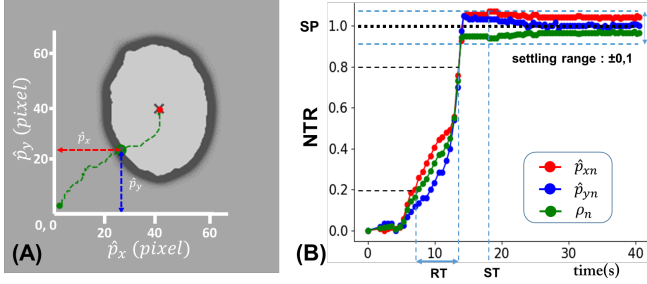 (A)
p̂y (pixel)
60
40
20
0,
0
20
40
60
p̂x (pixel)
p̂x
p̂y
(B)
SP
NTR
1.0
0.8
0.6
0.4
0.2
0.0
settling range : ±0,1
p̂xn
p̂yn
ρn
0
10
20
30
40
RT
ST
time(s)